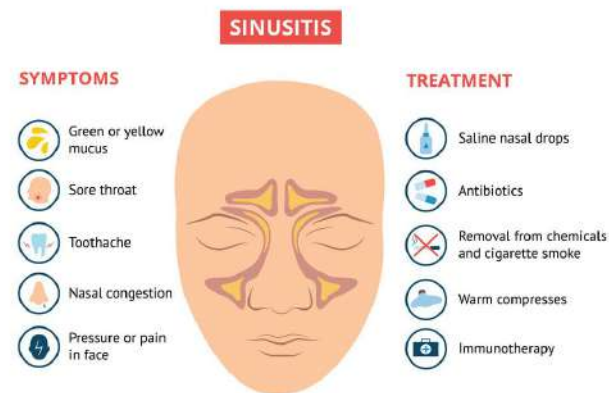 SINUSITIS
SYMPTOMS
Green or yellow
mucus
Sore throat
Toothache
Nasal congestion
Pressure or pain
in face
TREATMENT
Saline nasal drops
Antibiotics
Removal from chemicals
and cigarette smoke
Warm compresses
Immunotherapy